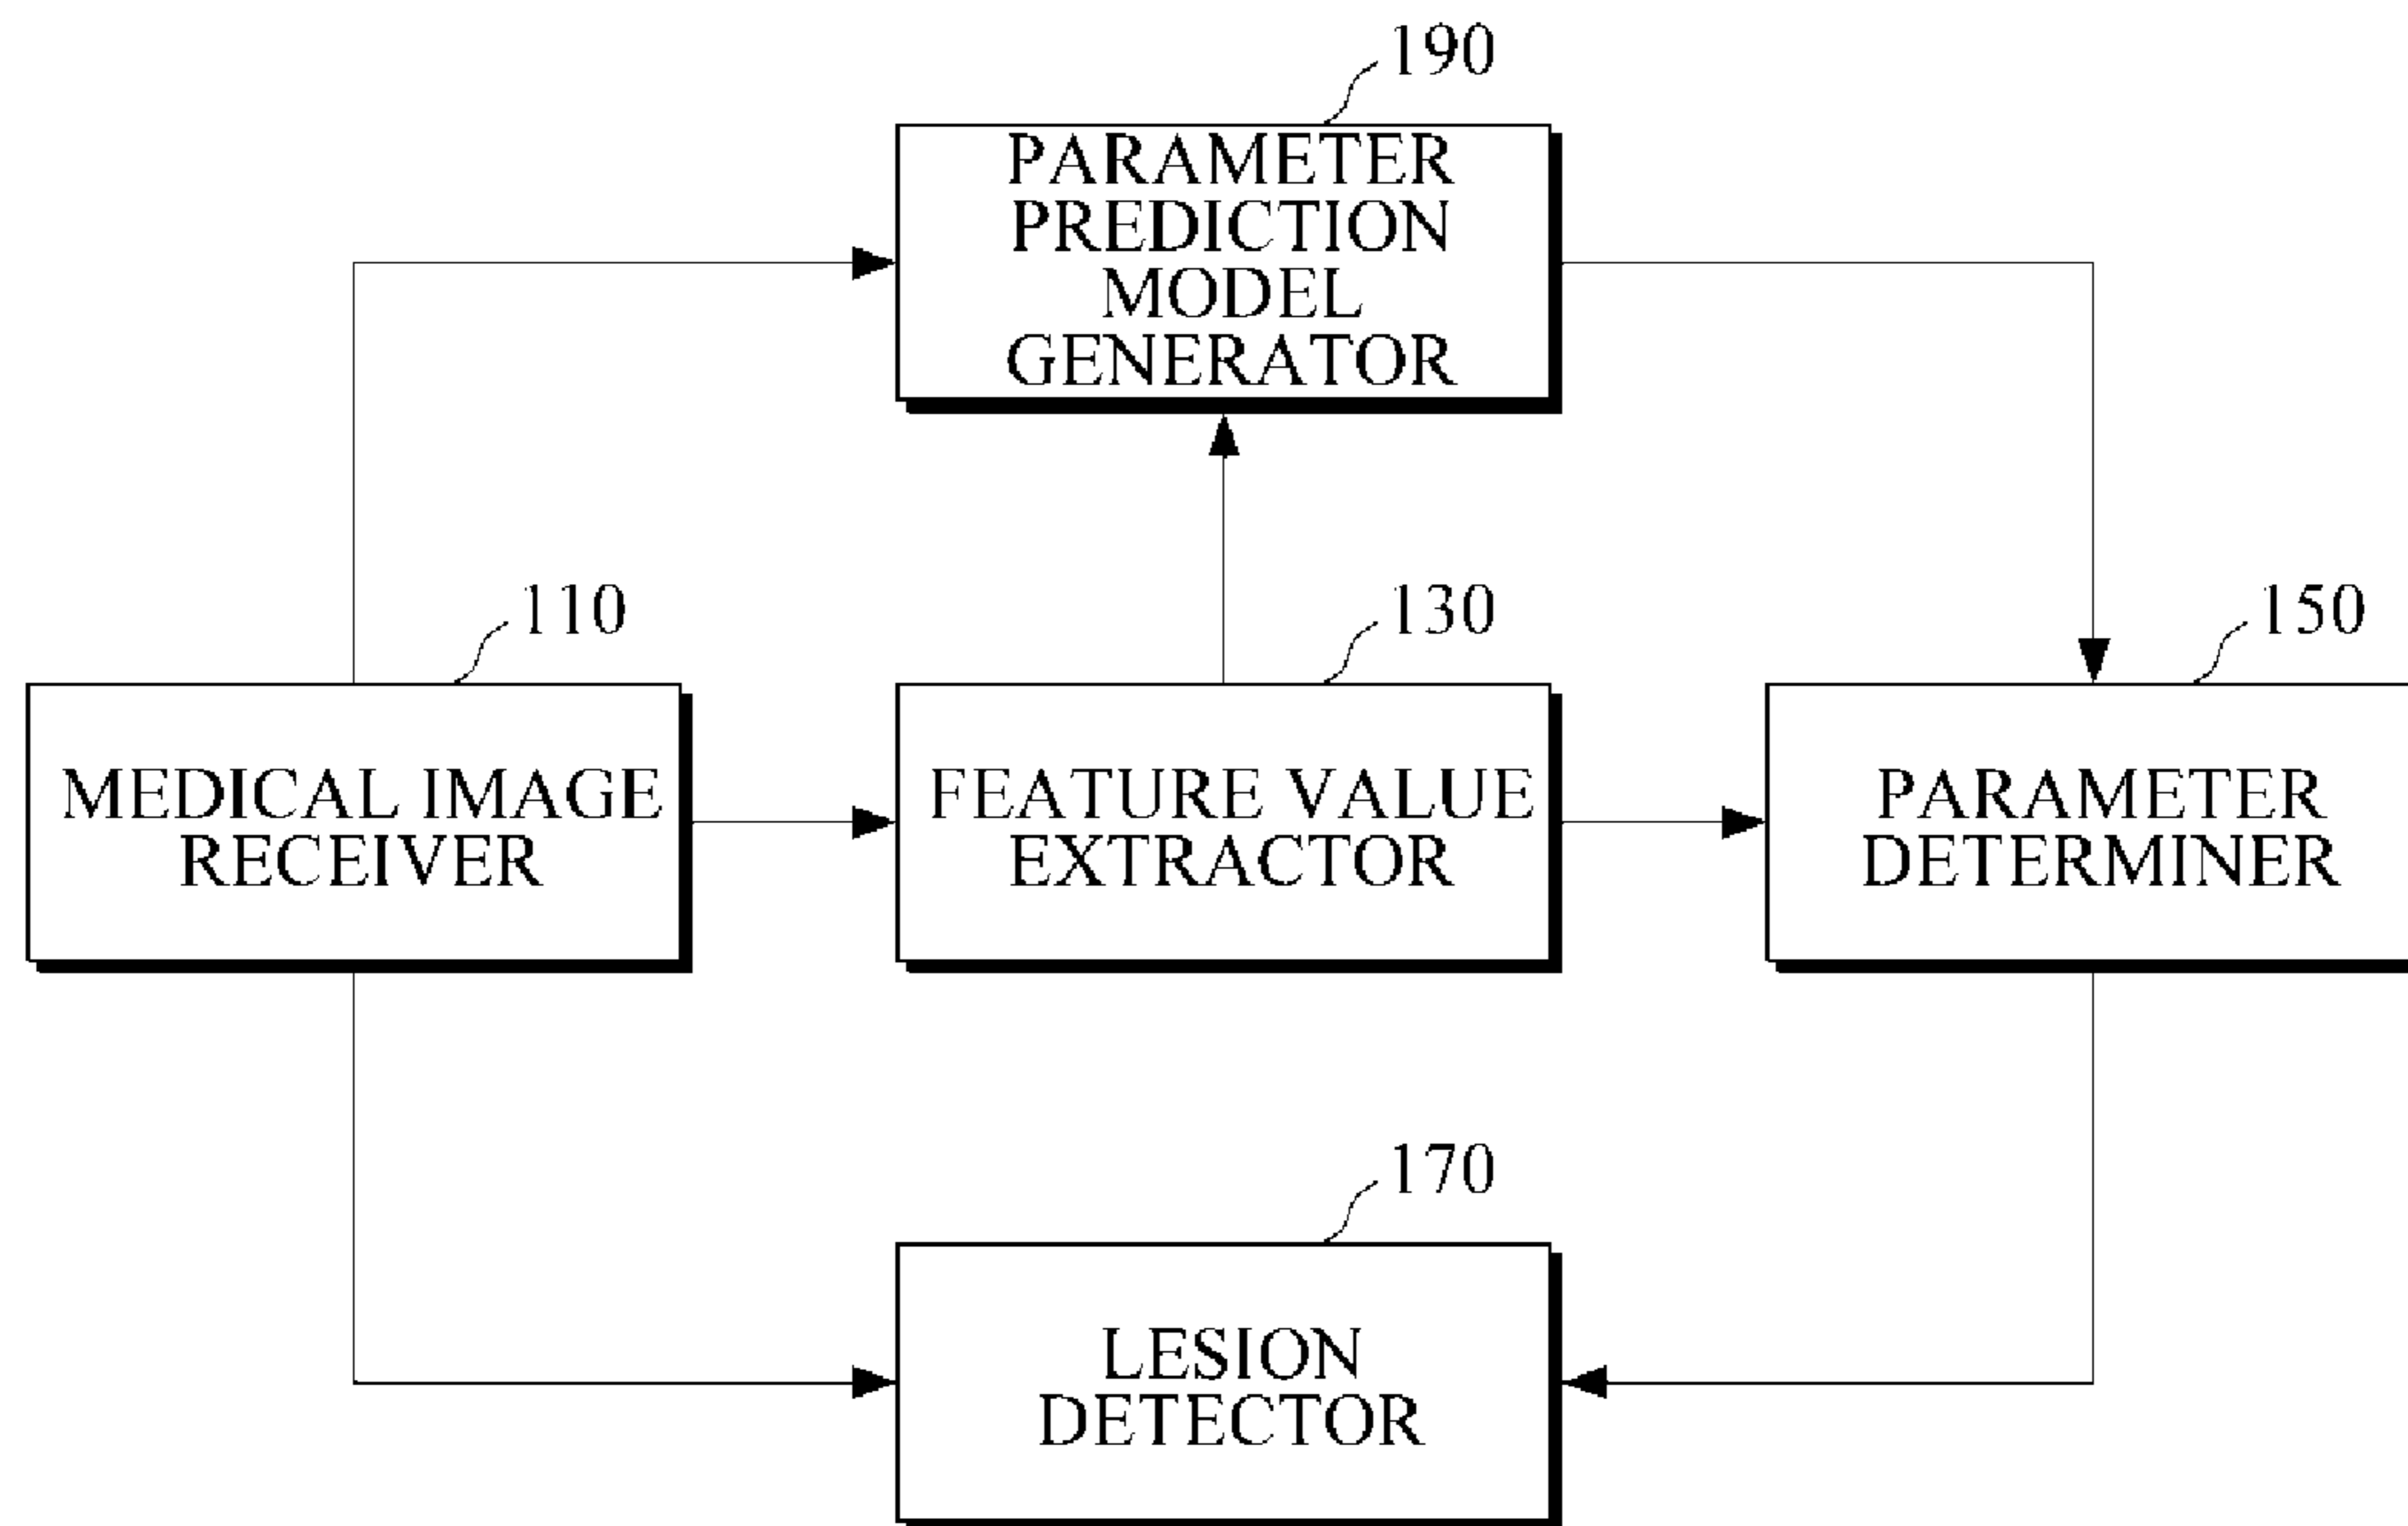 190
PARAMETER
PREDICTION
MODEL
GENERATOR
110
130
150
MEDICAL IMAGE
RECEIVER
FEATURE VALUE
EXTRACTOR
PARAMETER
DETERMINER
170
LESION
DETECTOR